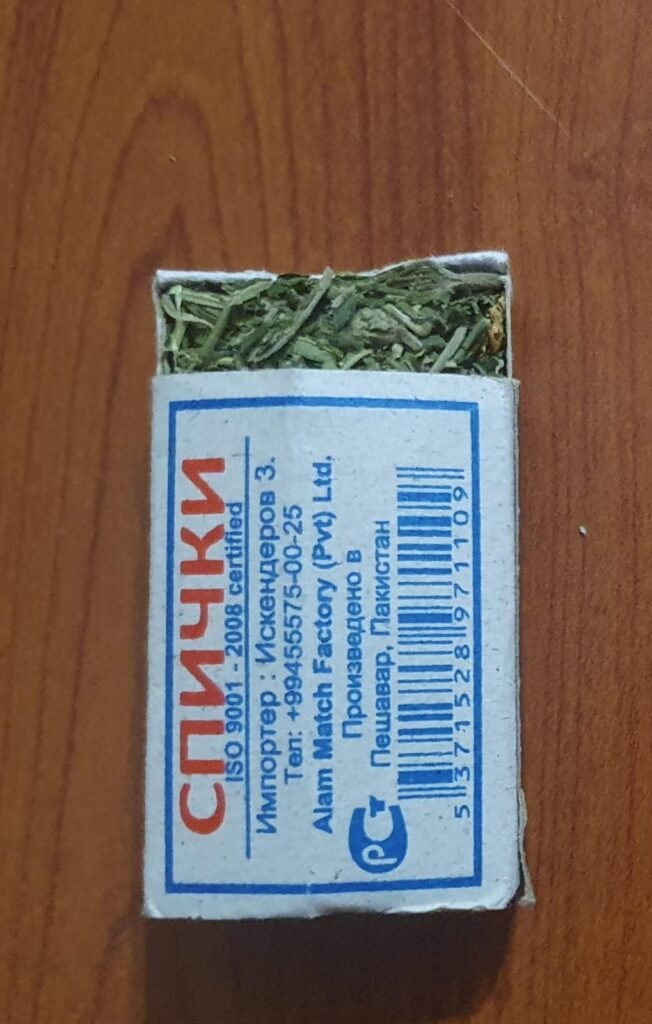 СПИЧКИ
ISO 9001 - 2008 certified
Импортер : Искендеров З.
Тел: +99455575-00-25
Alam Match Factory (Pvt) Ltd.
Произведено в
Пешавар, Пакистан
РСт
5 371528 971109